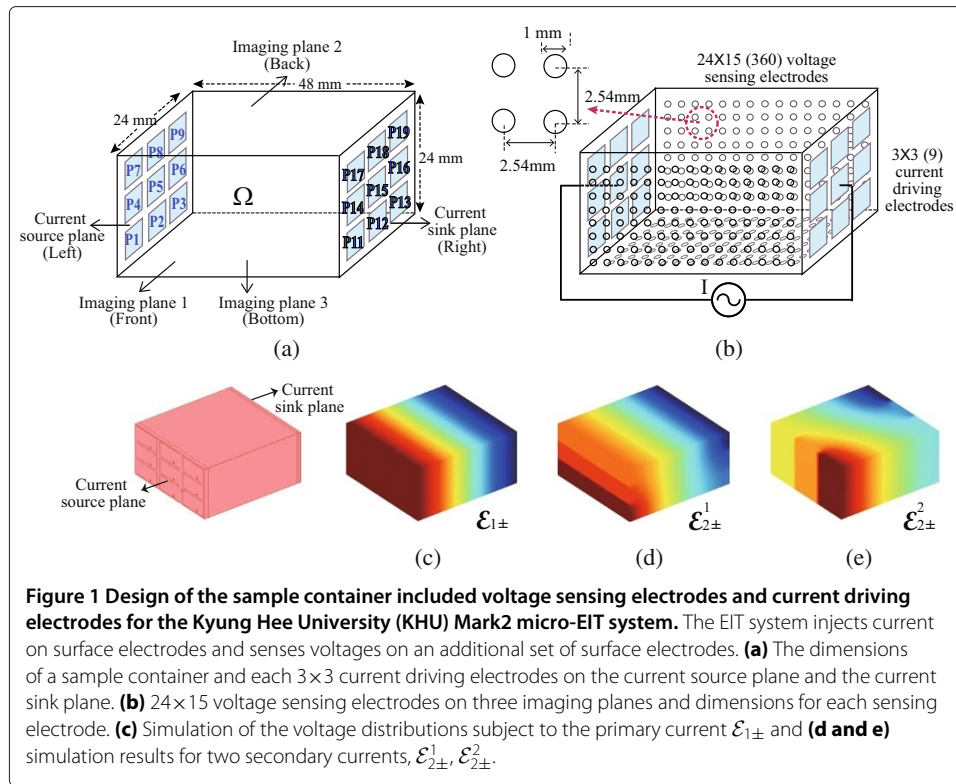 Imaging plane 2
(Back)
48 mm
24 mm
24 mm
P9
P8
P7
P6
P5
P4
P3
P2
P1
Ω
P19
P18
P17
P16
P15
P14
P13
P12
P11
Current
source plane
(Left)
Current
sink plane
(Right)
Imaging plane 1
(Front)
Imaging plane 3
(Bottom)
(a)
1 mm
24X15 (360) voltage
sensing electrodes
2.54mm
2.54mm
3X3 (9)
current
driving
electrodes
I
(b)
Current
sink plane
Current
source plane
ℰ1±
(c)
ℰ¹2±
(d)
ℰ²2±
(e)
Figure 1 Design of the sample container included voltage sensing electrodes and current driving
electrodes for the Kyung Hee University (KHU) Mark2 micro-EIT system. The EIT system injects current
on surface electrodes and senses voltages on an additional set of surface electrodes. (a) The dimensions
of a sample container and each 3×3 current driving electrodes on the current source plane and the current
sink plane. (b) 24×15 voltage sensing electrodes on three imaging planes and dimensions for each sensing
electrode. (c) Simulation of the voltage distributions subject to the primary current ℰ1± and (d and e)
simulation results for two secondary currents, ℰ¹2±, ℰ²2±.